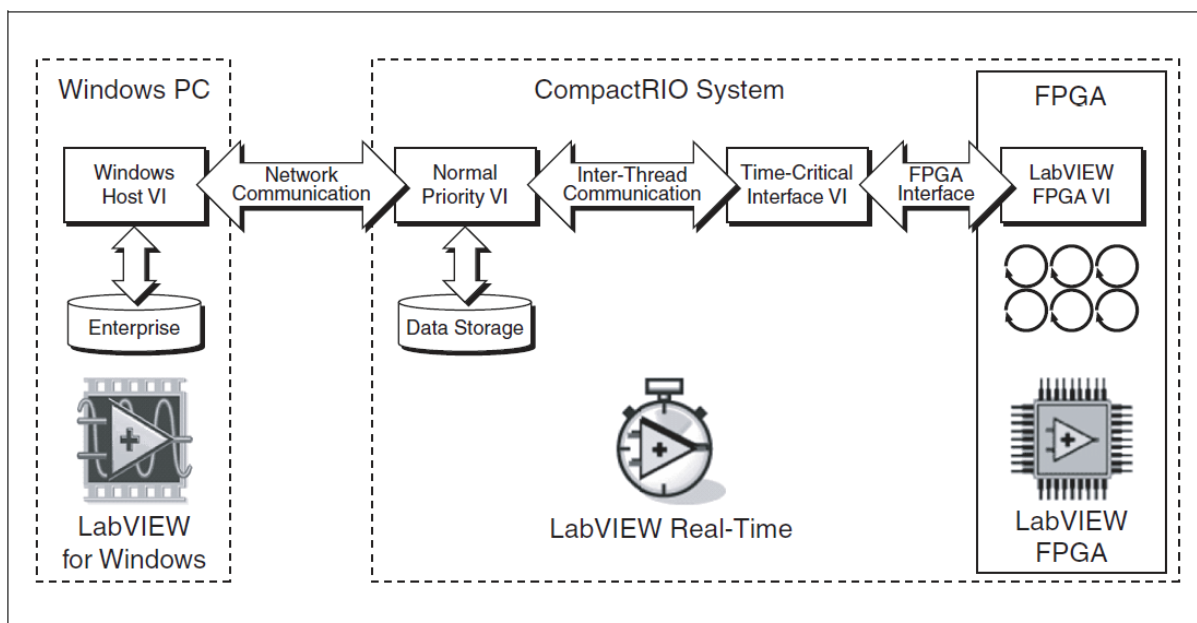 Windows PC
CompactRIO System
FPGA
Windows
Host VI
Network
Communication
Normal
Priority VI
Inter-Thread
Communication
Time-Critical
Interface VI
FPGA
Interface
LabVIEW
FPGA VI
Enterprise
Data Storage
LabVIEW
for Windows
LabVIEW Real-Time
LabVIEW
FPGA